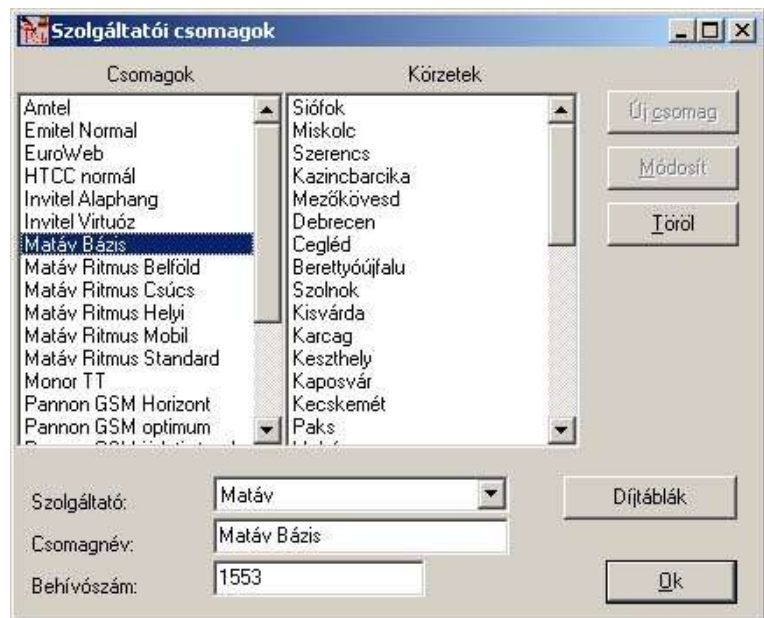 Szolgáltatói csomagok
Csomagok
Körzetek
Amtel
Emitel Normal
EuroWeb
HTCC normál
Invitel Alaphang
Invitel Virtuóz
Matáv Bázis
Matáv Ritmus Belföld
Matáv Ritmus Csúcs
Matáv Ritmus Helyi
Matáv Ritmus Mobil
Matáv Ritmus Standard
Monor TT
Pannon GSM Horizont
Pannon GSM optimum
Siófok
Miskolc
Szerencs
Kazincbarcika
Mezőkövesd
Debrecen
Cegléd
Berettyóújfalu
Szolnok
Kisvárda
Karcag
Keszthely
Kaposvár
Kecskemét
Paks
Új csomag
Módosít
Töröl
Szolgáltató:
Matáv
Díjtáblák
Csomagnév:
Matáv Bázis
Behívószám:
1553
Ok